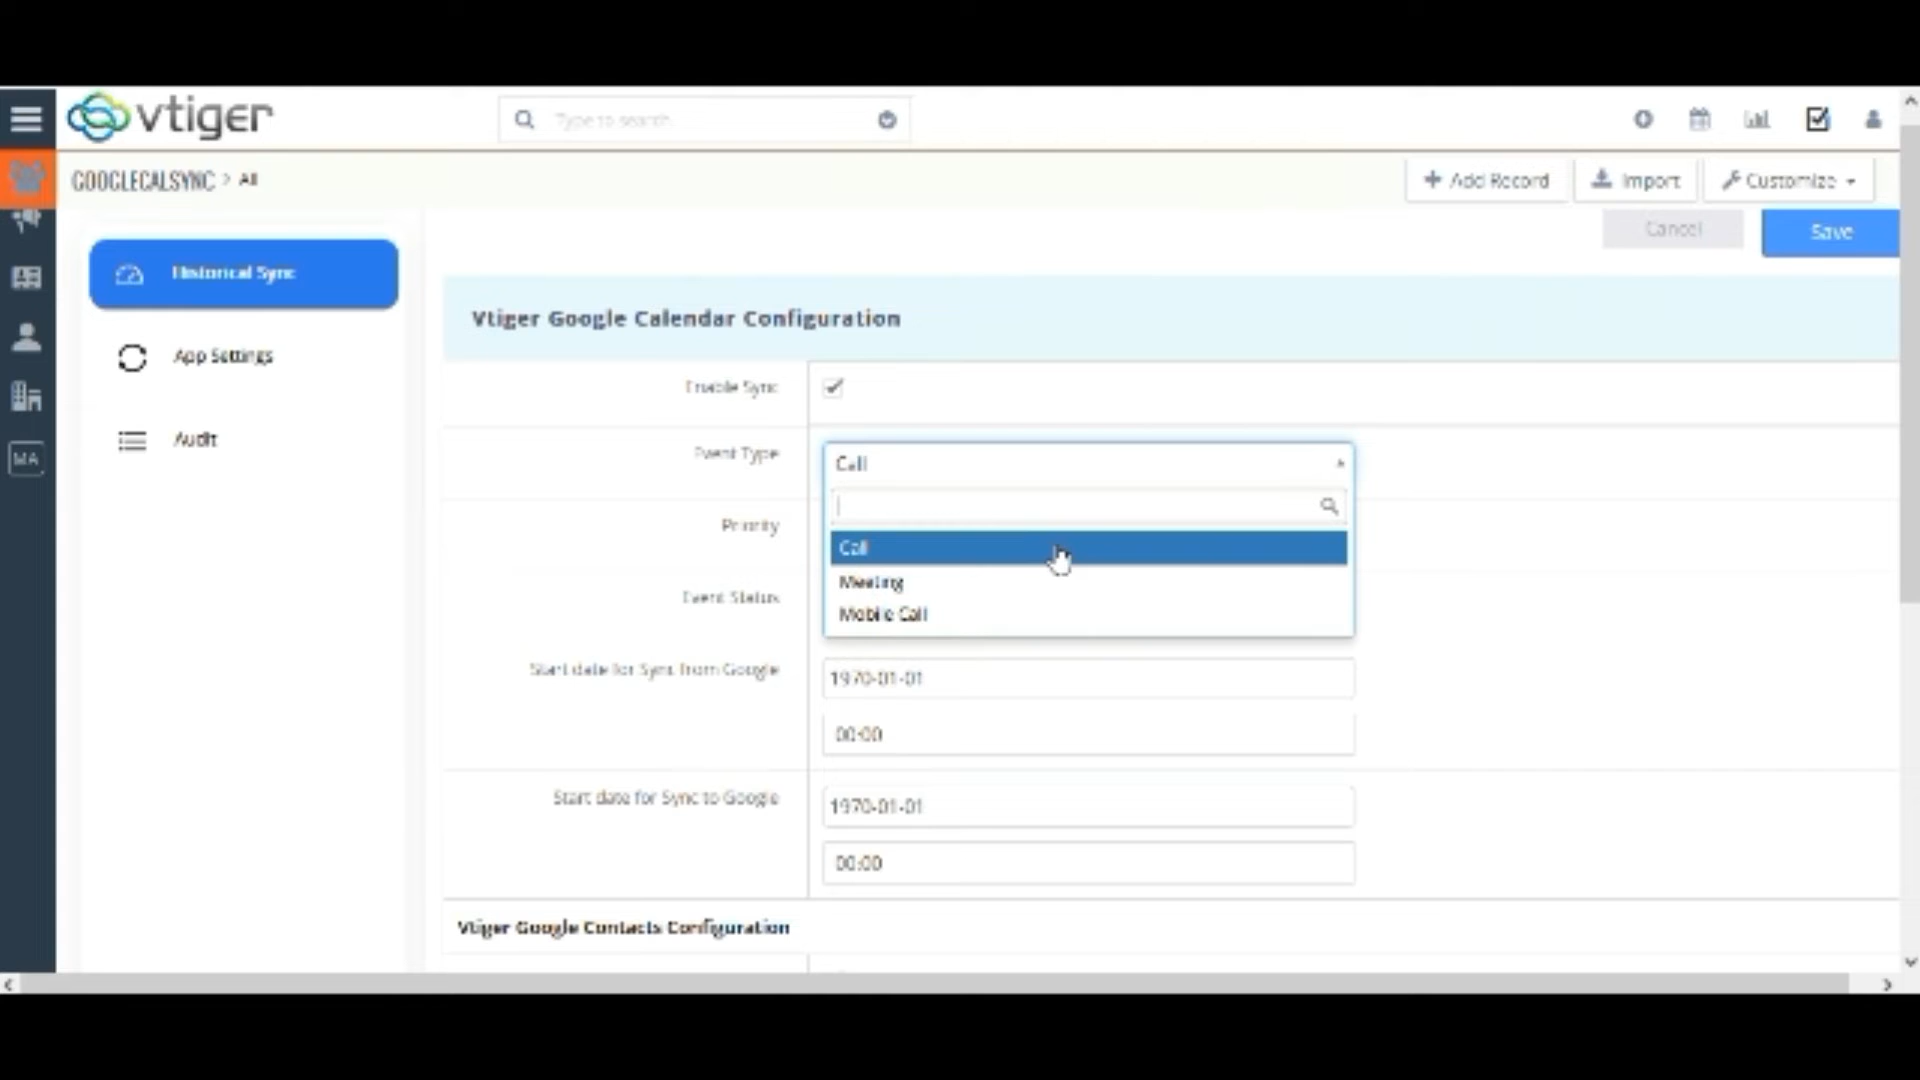 vtiger
Type to search
GOOGLECALSYNC > All
+ Add Record
Import
Customize
Cancel
Save
Historical Sync
App Settings
Audit
MA
Vtiger Google Calendar Configuration
Enable Sync
Event Type
Call
Call
Meeting
Mobile Call
Priority
Event Status
Start date for Sync from Google
1970-01-01
00:00
Start date for Sync to Google
1970-01-01
00:00
Vtiger Google Contacts Configuration